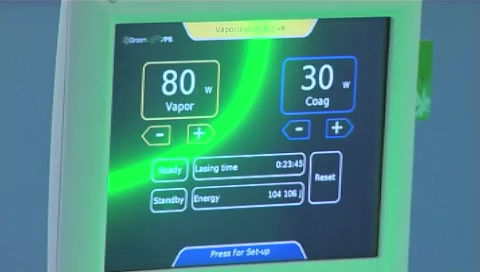 Vaporization Active
GreenLight XPS
80 W
Vapor
30 W
Coag
- +
- +
Ready
Lasing time 0:23:45
Reset
Standby
Energy 104 106 J
Press for Set-up